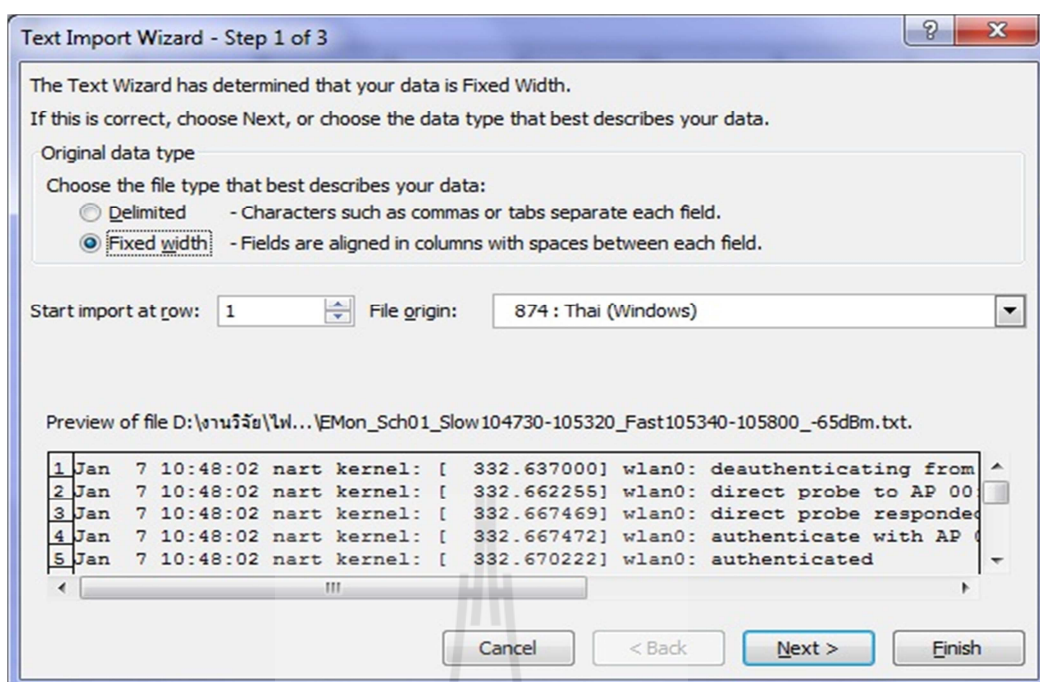 Text Import Wizard - Step 1 of 3
The Text Wizard has determined that your data is Fixed Width.
If this is correct, choose Next, or choose the data type that best describes your data.
Original data type
Choose the file type that best describes your data:
Delimited - Characters such as commas or tabs separate each field.
Fixed width - Fields are aligned in columns with spaces between each field.
Start import at row: 1 File origin: 874 : Thai (Windows)
Preview of file D:\งานวิจัย\ไฟ...\EMon_Sch01_Slow104730-105320_Fast105340-105800_-65dBm.txt.
1 Jan 7 10:48:02 nart kernel: [ 332.637000] wlan0: deauthenticating from
2 Jan 7 10:48:02 nart kernel: [ 332.662255] wlan0: direct probe to AP 00
3 Jan 7 10:48:02 nart kernel: [ 332.667469] wlan0: direct probe responded
4 Jan 7 10:48:02 nart kernel: [ 332.667472] wlan0: authenticate with AP
5 Jan 7 10:48:02 nart kernel: [ 332.670222] wlan0: authenticated
Cancel < Back Next > Finish